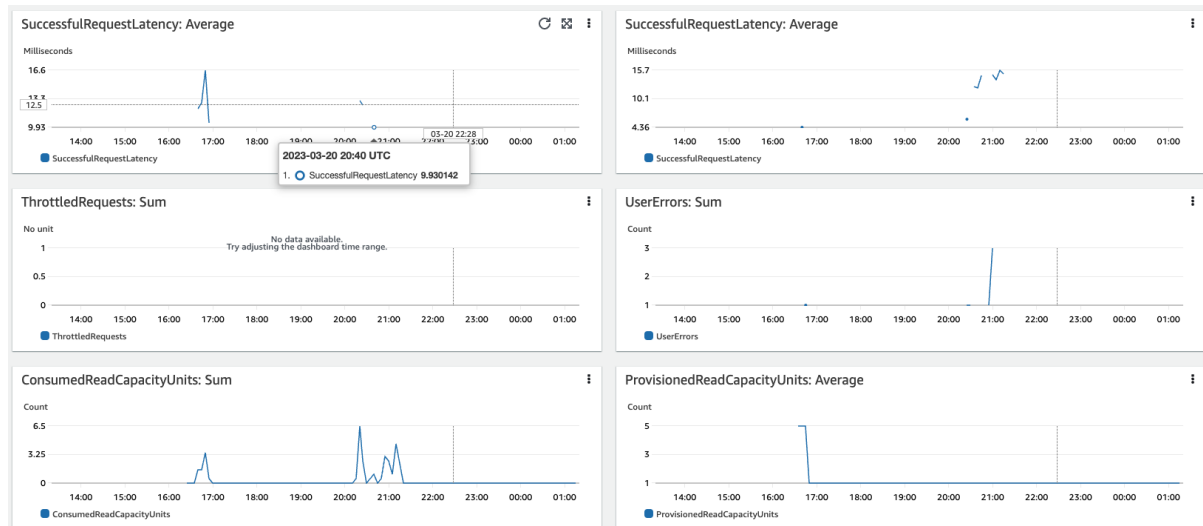 SuccessfulRequestLatency: Average
Milliseconds
16.6
13.3
12.5
9.93
14:00 15:00 16:00 17:00 18:00 19:00 20:00 21:00 22:00 23:00 00:00 01:00
03-20 22:28
SuccessfulRequestLatency
2023-03-20 20:40 UTC
1. SuccessfulRequestLatency 9.930142
SuccessfulRequestLatency: Average
Milliseconds
15.7
10.1
4.36
14:00 15:00 16:00 17:00 18:00 19:00 20:00 21:00 22:00 23:00 00:00 01:00
SuccessfulRequestLatency
ThrottledRequests: Sum
No unit
No data available.
Try adjusting the dashboard time range.
1
0.5
0
14:00 15:00 16:00 17:00 18:00 19:00 20:00 21:00 22:00 23:00 00:00 01:00
ThrottledRequests
UserErrors: Sum
Count
3
2
1
14:00 15:00 16:00 17:00 18:00 19:00 20:00 21:00 22:00 23:00 00:00 01:00
UserErrors
ConsumedReadCapacityUnits: Sum
Count
6.5
3.25
0
14:00 15:00 16:00 17:00 18:00 19:00 20:00 21:00 22:00 23:00 00:00 01:00
ConsumedReadCapacityUnits
ProvisionedReadCapacityUnits: Average
Count
5
3
1
14:00 15:00 16:00 17:00 18:00 19:00 20:00 21:00 22:00 23:00 00:00 01:00
ProvisionedReadCapacityUnits